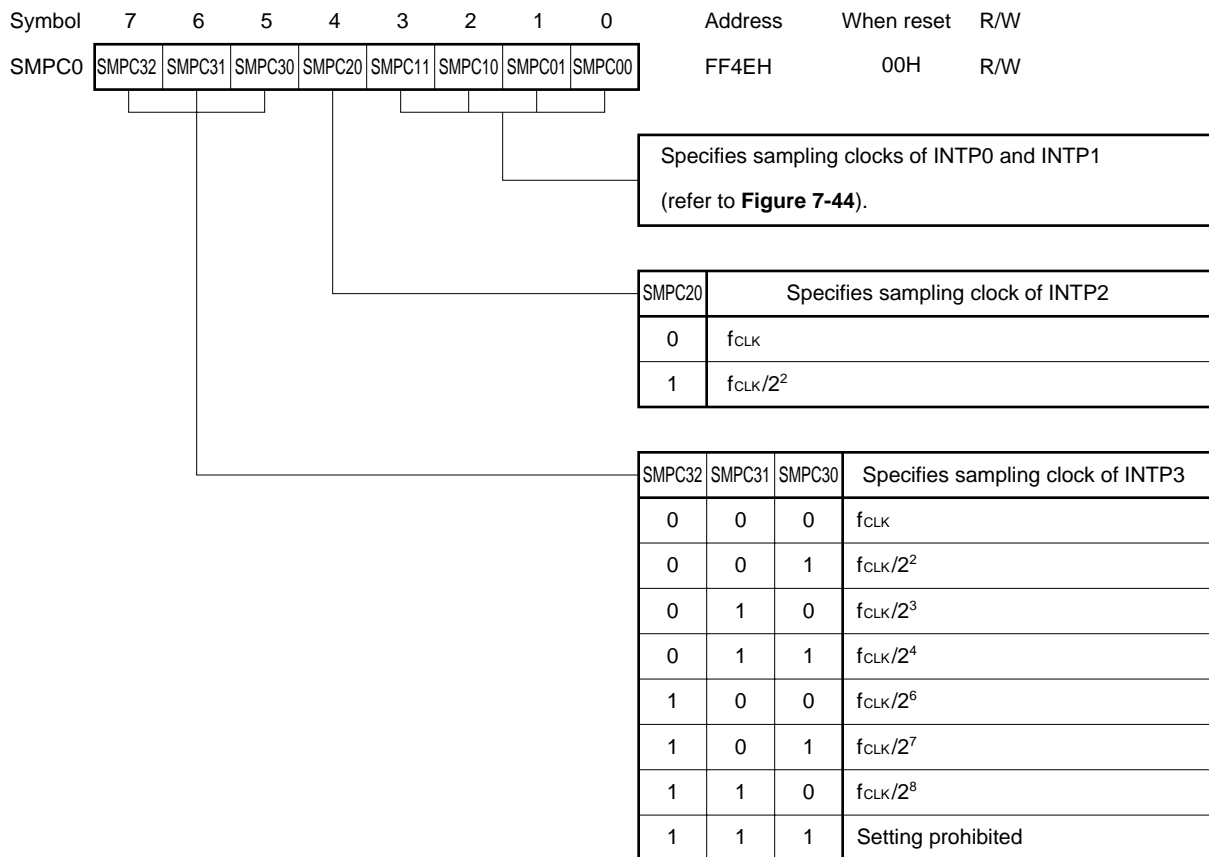 Symbol 7 6 5 4 3 2 1 0 Address When reset R/W
SMPC0 SMPC32 SMPC31 SMPC30 SMPC20 SMPC11 SMPC10 SMPC01 SMPC00 FF4EH 00H R/W
Specifies sampling clocks of INTP0 and INTP1
(refer to Figure 7-44).
SMPC20 Specifies sampling clock of INTP2
0 fCLK
1 fCLK/2²
SMPC32 SMPC31 SMPC30 Specifies sampling clock of INTP3
0 0 0 fCLK
0 0 1 fCLK/2²
0 1 0 fCLK/2³
0 1 1 fCLK/2⁴
1 0 0 fCLK/2⁶
1 0 1 fCLK/2⁷
1 1 0 fCLK/2⁸
1 1 1 Setting prohibited